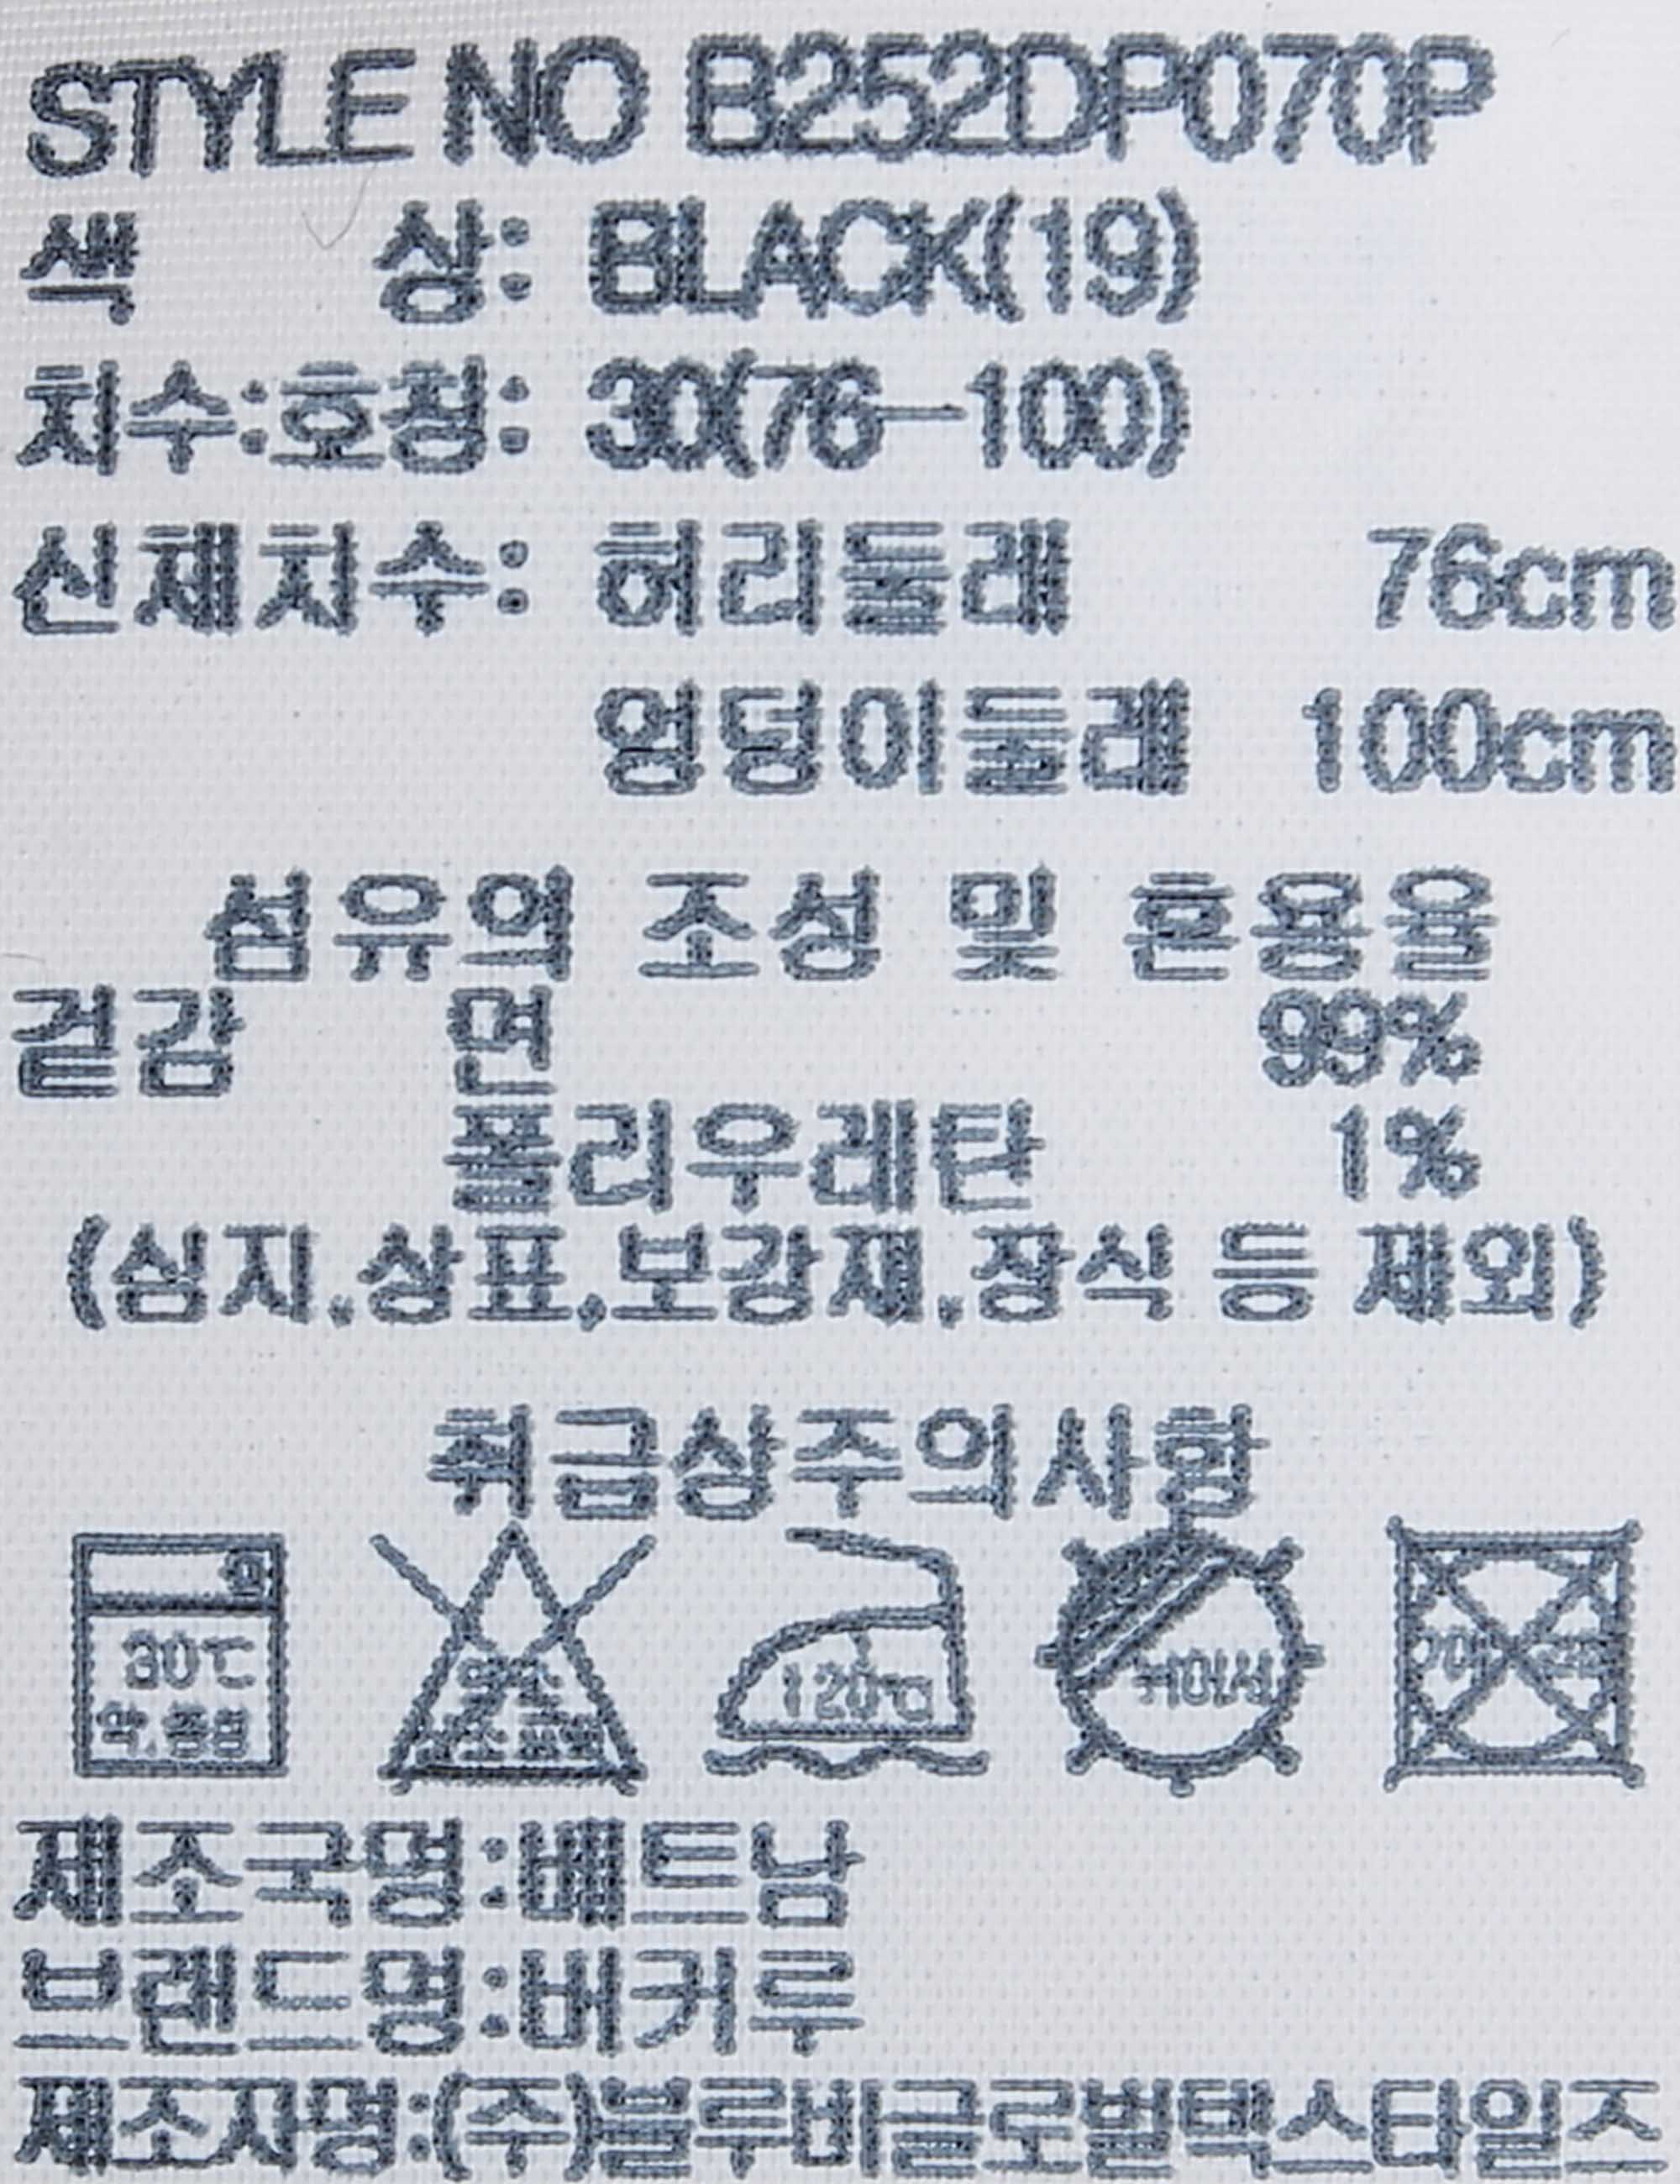 STYLE NO B252DP070P
색 상: BLACK(19)
치수:호칭: 30(76-100)
신체치수: 허리둘레 76cm
엉덩이둘레 100cm
섬유의 조성 및 혼용율
겉감 면 99%
폴리우레탄 1%
(심지,상표,보강재,장식 등 제외)
취급상주의사항
30℃ 120℃
약.중성
제조국명:베트남
브랜드명:버커루
제조사명:(주)블루비글로벌텍스타일즈